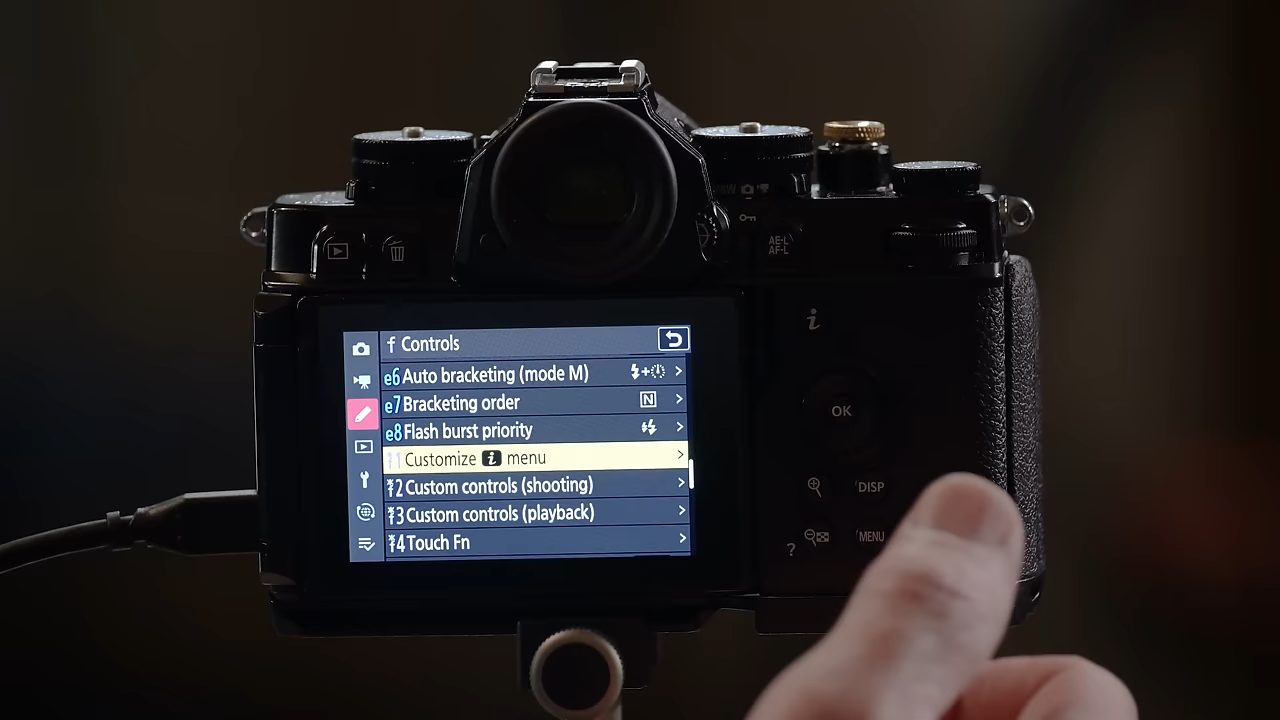 B&W
AE-L
AF-L
i
f Controls
e6 Auto bracketing (mode M)
e7 Bracketing order N
e8 Flash burst priority
f1 Customize i menu
f2 Custom controls (shooting)
f3 Custom controls (playback)
f4 Touch Fn
OK
DISP
? MENU